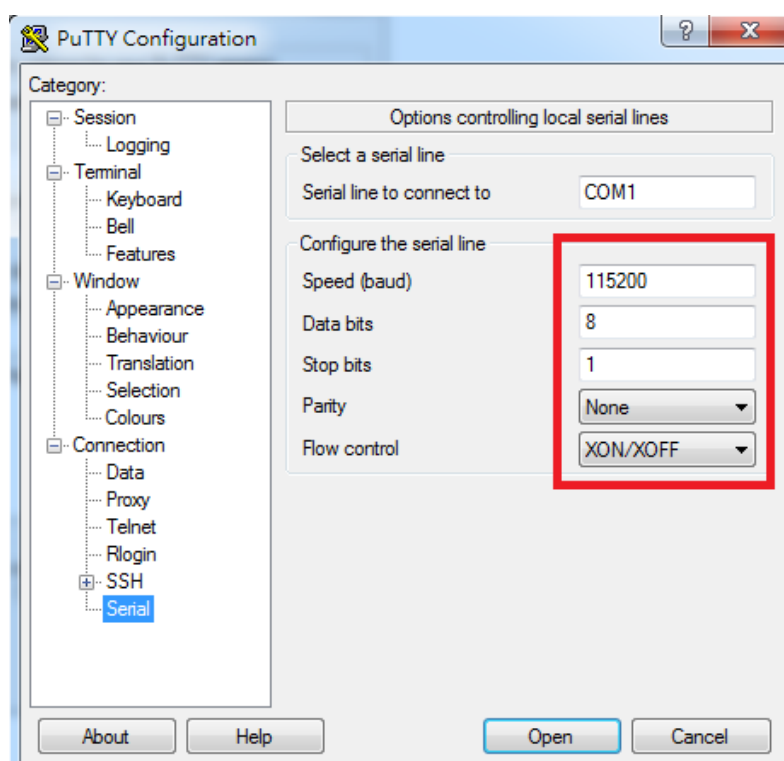 PuTTY Configuration
Category:
Session
Logging
Terminal
Keyboard
Bell
Features
Window
Appearance
Behaviour
Translation
Selection
Colours
Connection
Data
Proxy
Telnet
Rlogin
SSH
Serial
Options controlling local serial lines
Select a serial line
Serial line to connect to COM1
Configure the serial line
Speed (baud) 115200
Data bits 8
Stop bits 1
Parity None
Flow control XON/XOFF
About Help Open Cancel